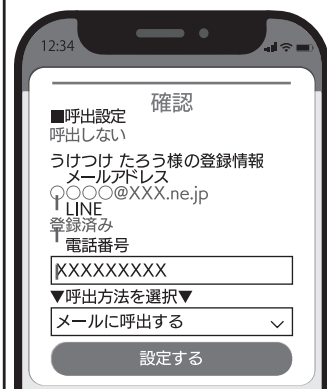 12:34
確認
■呼出設定
呼出しない
うけつけ たろう様の登録情報
メールアドレス
○○○○@XXX.ne.jp
LINE
登録済み
電話番号
XXXXXXXXX
▼呼出方法を選択▼
メールに呼出する
設定する